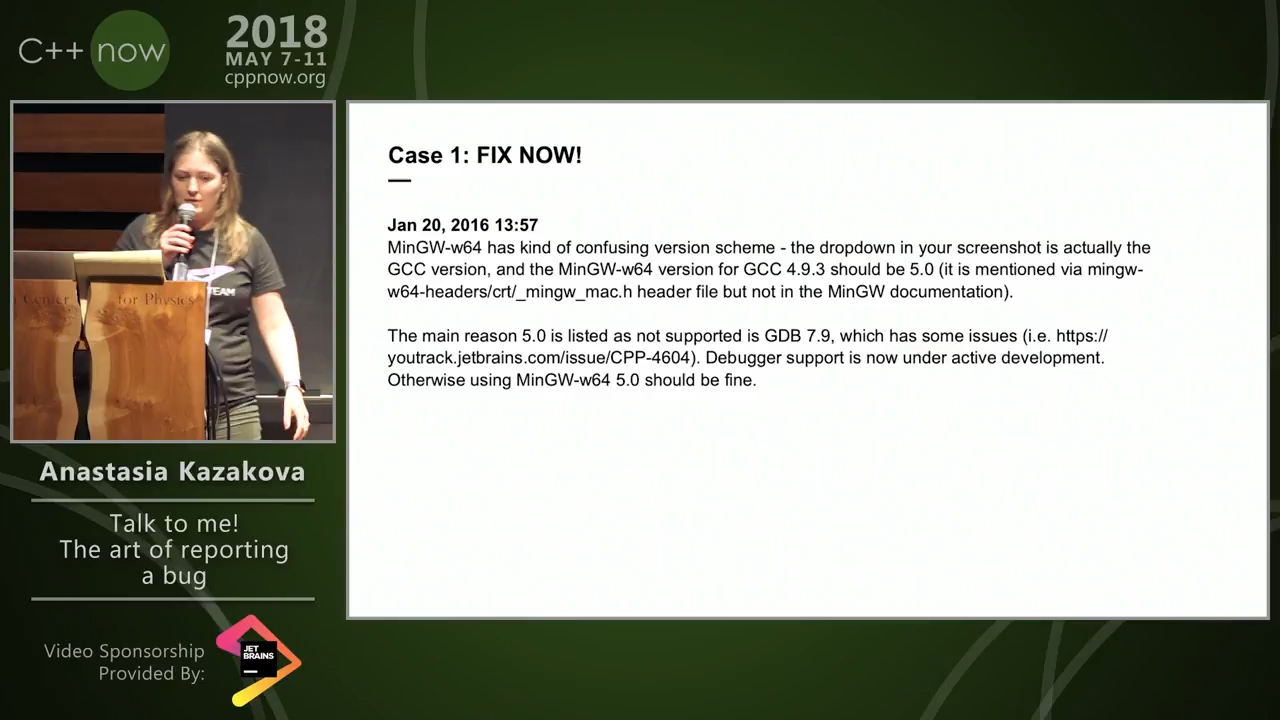 C++ now
2018
MAY 7-11
cppnow.org
Case 1: FIX NOW!
Jan 20, 2016 13:57
MinGW-w64 has kind of confusing version scheme - the dropdown in your screenshot is actually the
GCC version, and the MinGW-w64 version for GCC 4.9.3 should be 5.0 (it is mentioned via mingw-
w64-headers/crt/_mingw_mac.h header file but not in the MinGW documentation).
The main reason 5.0 is listed as not supported is GDB 7.9, which has some issues (i.e. https://
youtrack.jetbrains.com/issue/CPP-4604). Debugger support is now under active development.
Otherwise using MinGW-w64 5.0 should be fine.
for Physics
TEAM
Anastasia Kazakova
Talk to me!
The art of reporting
a bug
Video Sponsorship
Provided By:
JET
BRAINS